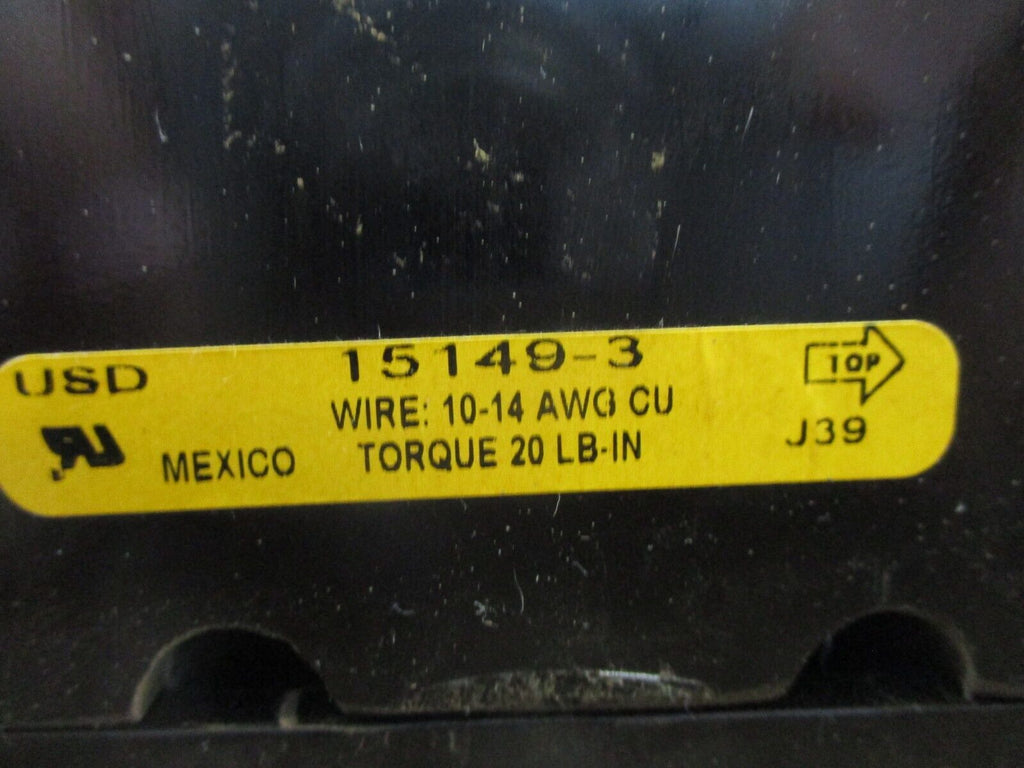 USD 15149-3 TOP
WIRE: 10-14 AWG CU
MEXICO TORQUE 20 LB-IN J39